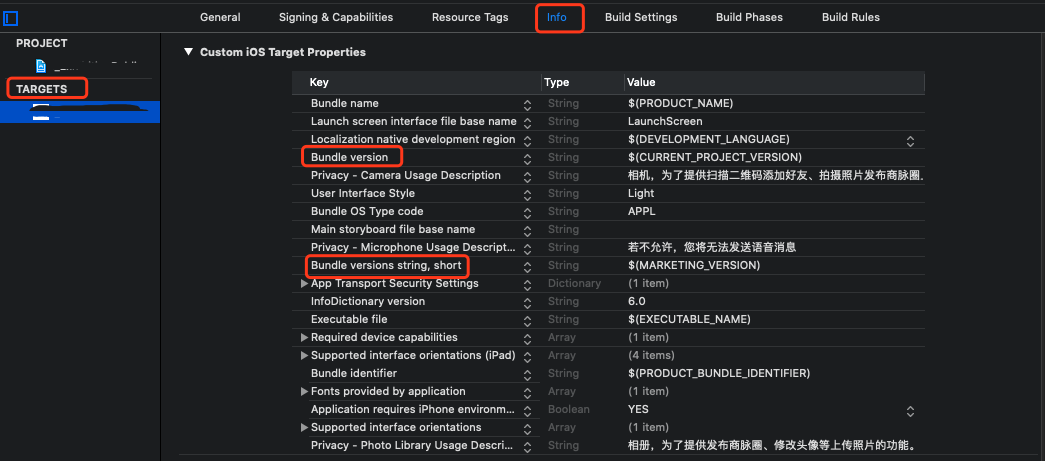 General Signing & Capabilities Resource Tags Info Build Settings Build Phases Build Rules
PROJECT
TARGETS
Custom iOS Target Properties
Key Type Value
Bundle name String $(PRODUCT_NAME)
Launch screen interface file base name String LaunchScreen
Localization native development region String $(DEVELOPMENT_LANGUAGE)
Bundle version String $(CURRENT_PROJECT_VERSION)
Privacy - Camera Usage Description String 相机，为了提供扫描二维码添加好友、拍摄照片发布商脉圈
User Interface Style String Light
Bundle OS Type code String APPL
Main storyboard file base name String
Privacy - Microphone Usage Descript... String 若不允许，您将无法发送语音消息
Bundle versions string, short String $(MARKETING_VERSION)
App Transport Security Settings Dictionary (1 item)
InfoDictionary version String 6.0
Executable file String $(EXECUTABLE_NAME)
Required device capabilities Array (1 item)
Supported interface orientations (iPad) Array (4 items)
Bundle identifier String $(PRODUCT_BUNDLE_IDENTIFIER)
Fonts provided by application Array (1 item)
Application requires iPhone environm... Boolean YES
Supported interface orientations Array (1 item)
Privacy - Photo Library Usage Descri... String 相册，为了提供发布商脉圈、修改头像等上传照片的功能。